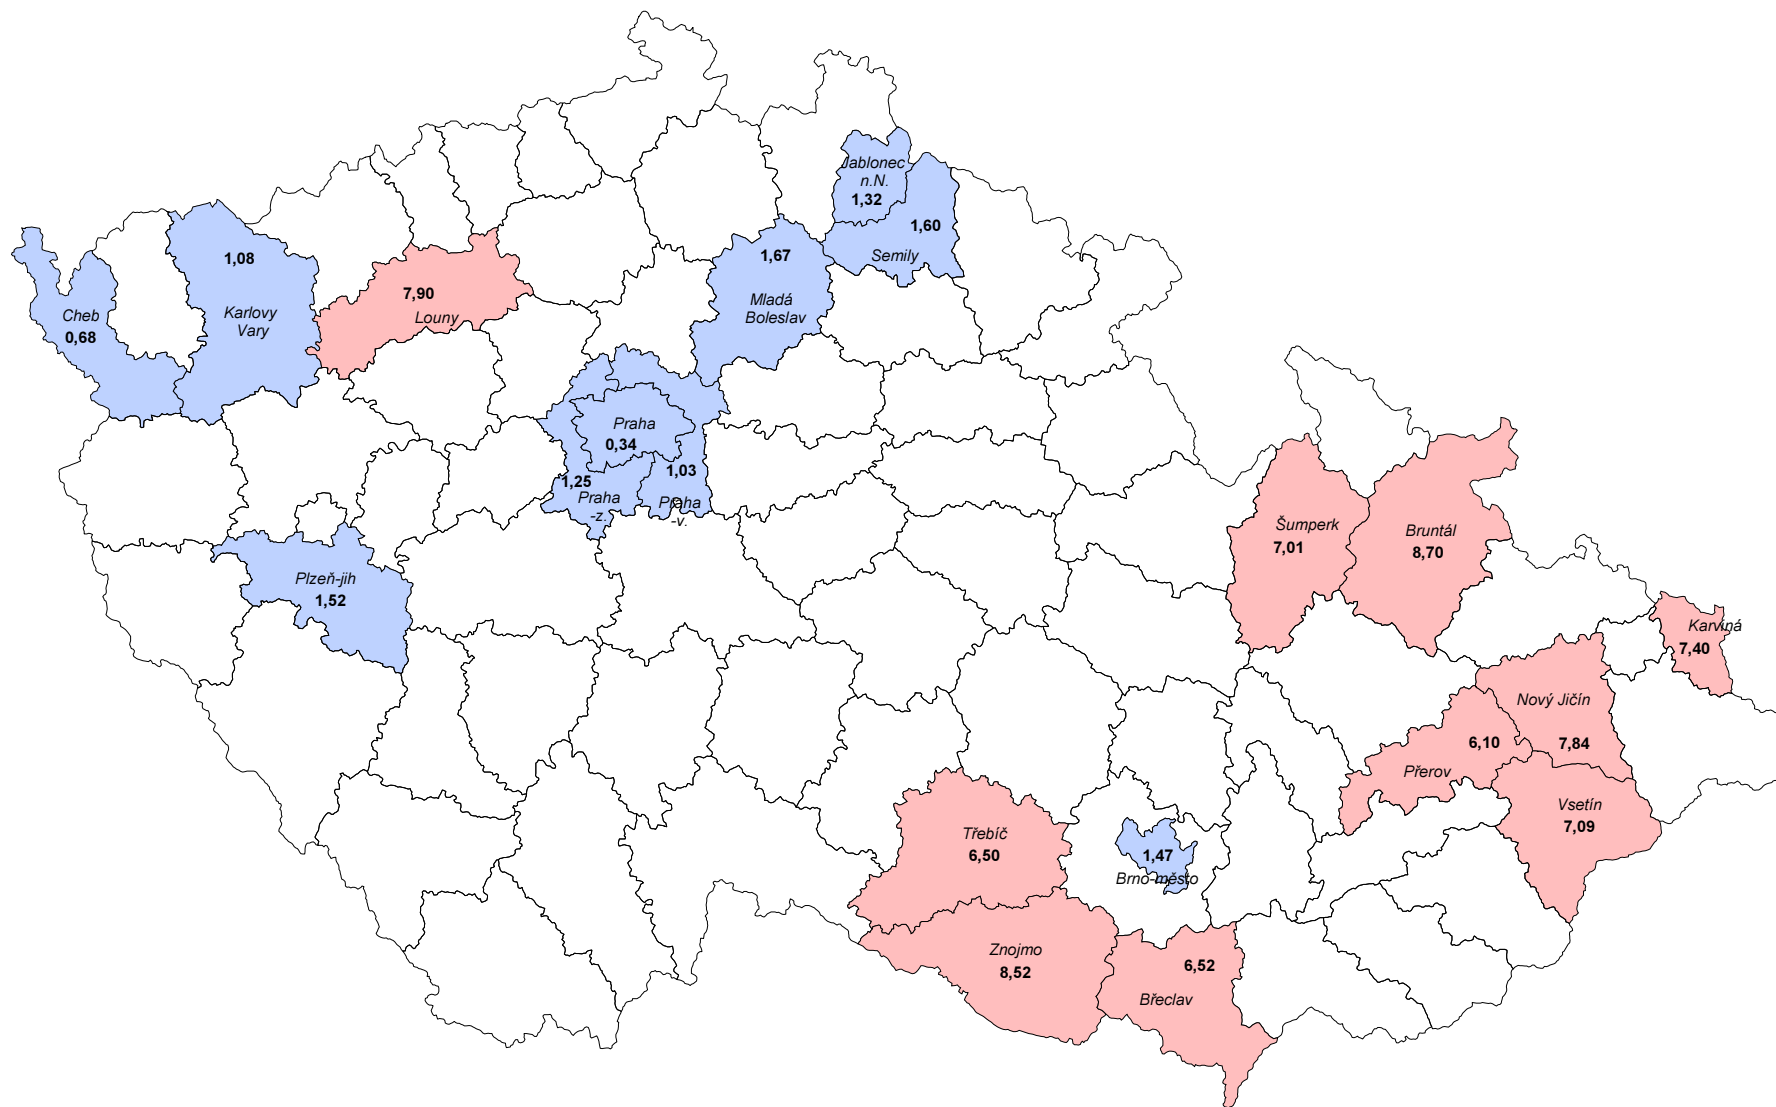 Jablonec
n.N.
1,32
1,60
Semily
1,08
Karlovy
Vary
1,67
Mladá
Boleslav
Cheb
0,68
7,90
Louny
Praha
0,34
1,25
Praha
-z.
1,03
Praha
-v.
Plzeň-jih
1,52
Šumperk
7,01
Bruntál
8,70
Karviná
7,40
Nový Jičín
7,84
6,10
Přerov
Vsetín
7,09
Třebíč
6,50
1,47
Brno-město
Znojmo
8,52
6,52
Břeclav